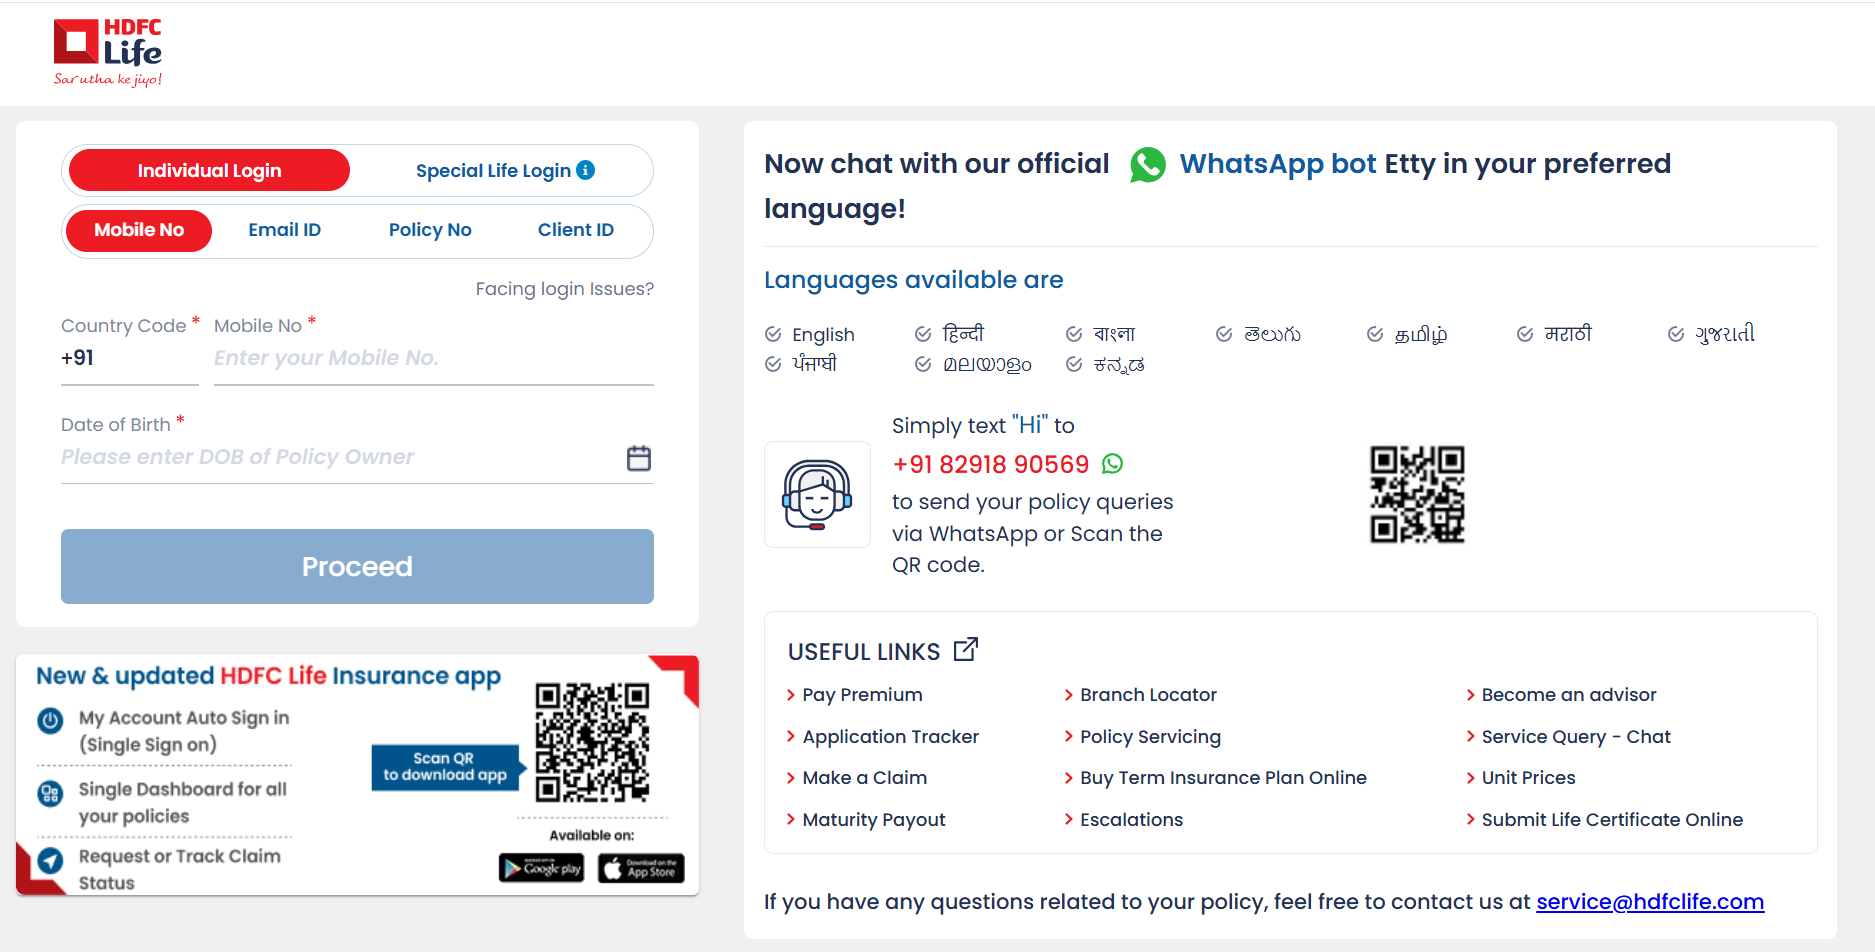 HDFC
Life
Sar utha ke jiyo!
Individual Login
Special Life Login
Mobile No
Email ID
Policy No
Client ID
Facing login Issues?
Country Code *
Mobile No *
+91
Enter your Mobile No.
Date of Birth *
Please enter DOB of Policy Owner
Proceed
New & updated HDFC Life Insurance app
My Account Auto Sign in
(Single Sign on)
Single Dashboard for all
your policies
Request or Track Claim
Status
Scan QR
to download app
Available on:
ANDROID APP ON
Google play
Download on the
App Store
Now chat with our official WhatsApp bot Etty in your preferred
language!
Languages available are
English
हिन्दी
বাংলা
తెలుగు
தமிழ்
मराठी
ગુજરાતી
ਪੰਜਾਬੀ
മലയാളം
ಕನ್ನಡ
Simply text "Hi" to
+91 82918 90569
to send your policy queries
via WhatsApp or Scan the
QR code.
USEFUL LINKS
Pay Premium
Branch Locator
Become an advisor
Application Tracker
Policy Servicing
Service Query - Chat
Make a Claim
Buy Term Insurance Plan Online
Unit Prices
Maturity Payout
Escalations
Submit Life Certificate Online
If you have any questions related to your policy, feel free to contact us at service@hdfclife.com